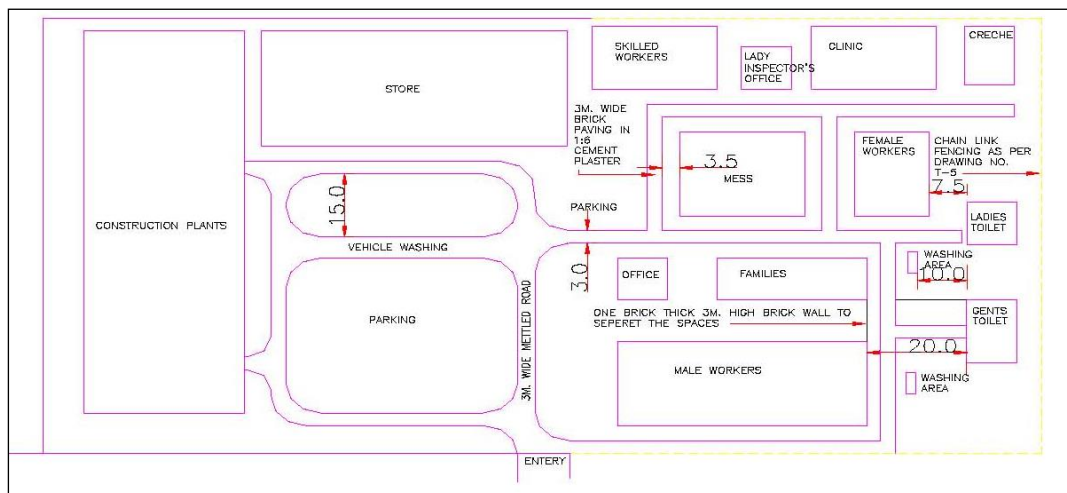 SKILLED
WORKERS
LADY
INSPECTOR'S
OFFICE
CLINIC
CRECHE
STORE
3M. WIDE
BRICK
PAVING IN
1:6
CEMENT
PLASTER
3.5
MESS
FEMALE
WORKERS
CHAIN LINK
FENCING AS PER
DRAWING NO.
T-5
7.5
CONSTRUCTION PLANTS
15.0
VEHICLE WASHING
PARKING
3.0
LADIES
TOILET
WASHING
AREA
10.0
OFFICE
FAMILIES
PARKING
3M. WIDE METTLED ROAD
ONE BRICK THICK 3M. HIGH BRICK WALL TO
SEPERET THE SPACES
GENTS
TOILET
20.0
MALE WORKERS
WASHING
AREA
ENTERY